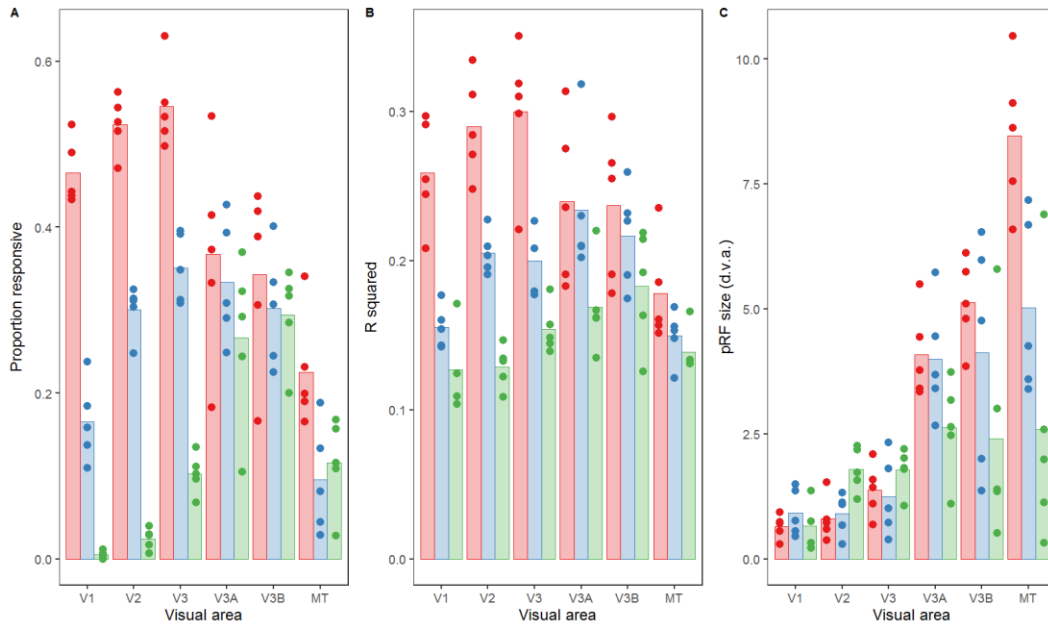 A
Proportion responsive
0.6
0.4
0.2
0.0
V1 V2 V3 V3A V3B MT
Visual area
B
R squared
0.3
0.2
0.1
0.0
V1 V2 V3 V3A V3B MT
Visual area
C
pRF size (d.v.a.)
10.0
7.5
5.0
2.5
0.0
V1 V2 V3 V3A V3B MT
Visual area